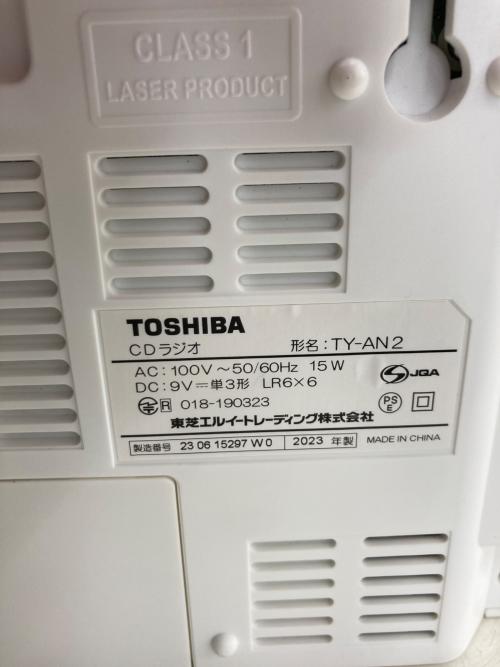 CLASS 1
LASER PRODUCT
TOSHIBA
CDラジオ 形名:TY-AN2
AC:100V～50/60Hz 15W
DC:9V⎓単3形 LR6×6
R 018-190323
JQA
PS
E
東芝エルイートレーディング株式会社
製造番号 23 06 15297 W 0 2023 年製 MADE IN CHINA